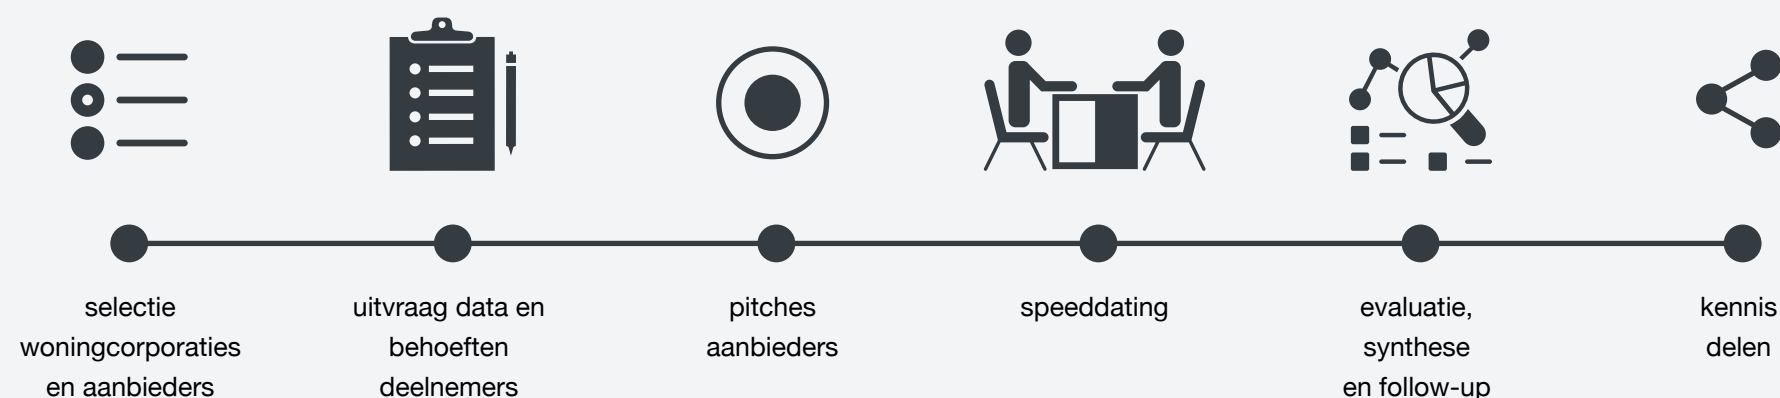 selectie
woningcorporaties
en aanbieders
uitvraag data en
behoeften
deelnemers
pitches
aanbieders
speeddating
evaluatie,
synthese
en follow-up
kennis
delen